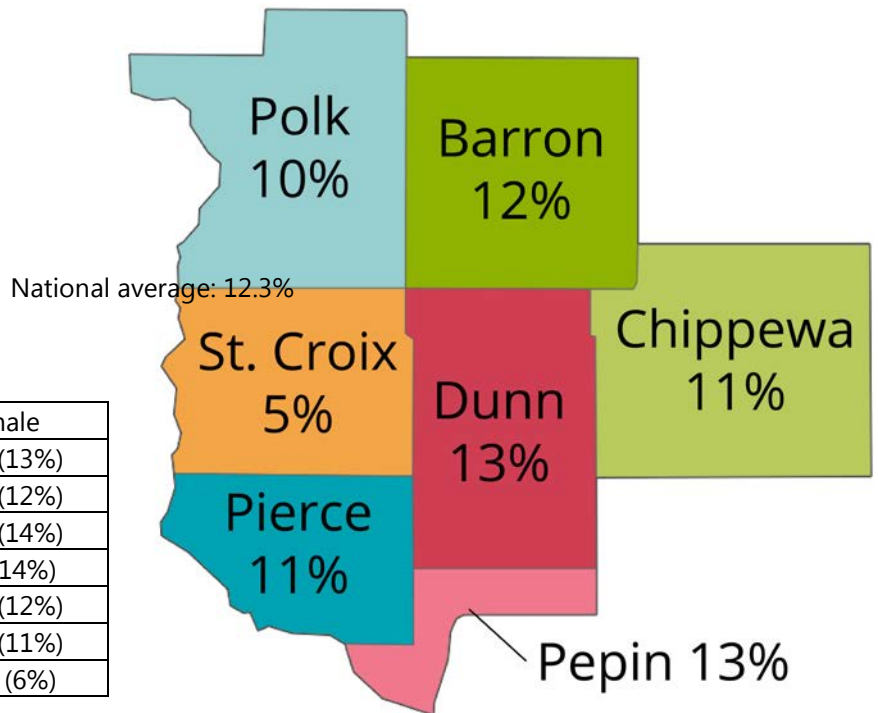 Polk
10%
Barron
12%
National average: 12.3%
St. Croix
5%
Chippewa
11%
Dunn
13%
Pierce
11%
Pepin 13%
(13%)
(12%)
(14%)
14%)
(12%)
(11%)
(6%)